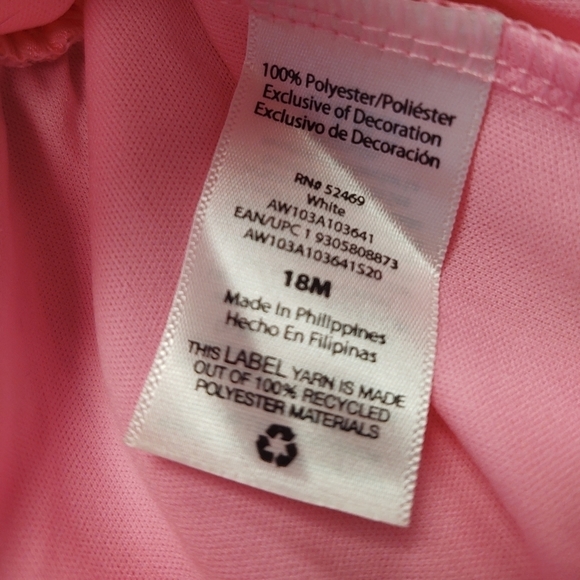 100% Polyester/Poliéster
Exclusive of Decoration
Exclusivo de Decoración
RN# 52469
White
AW103A103641
EAN/UPC 1 9305808873
AW103A103641S20
18M
Made In Philippines
Hecho En Filipinas
THIS LABEL YARN IS MADE
OUT OF 100% RECYCLED
POLYESTER MATERIALS